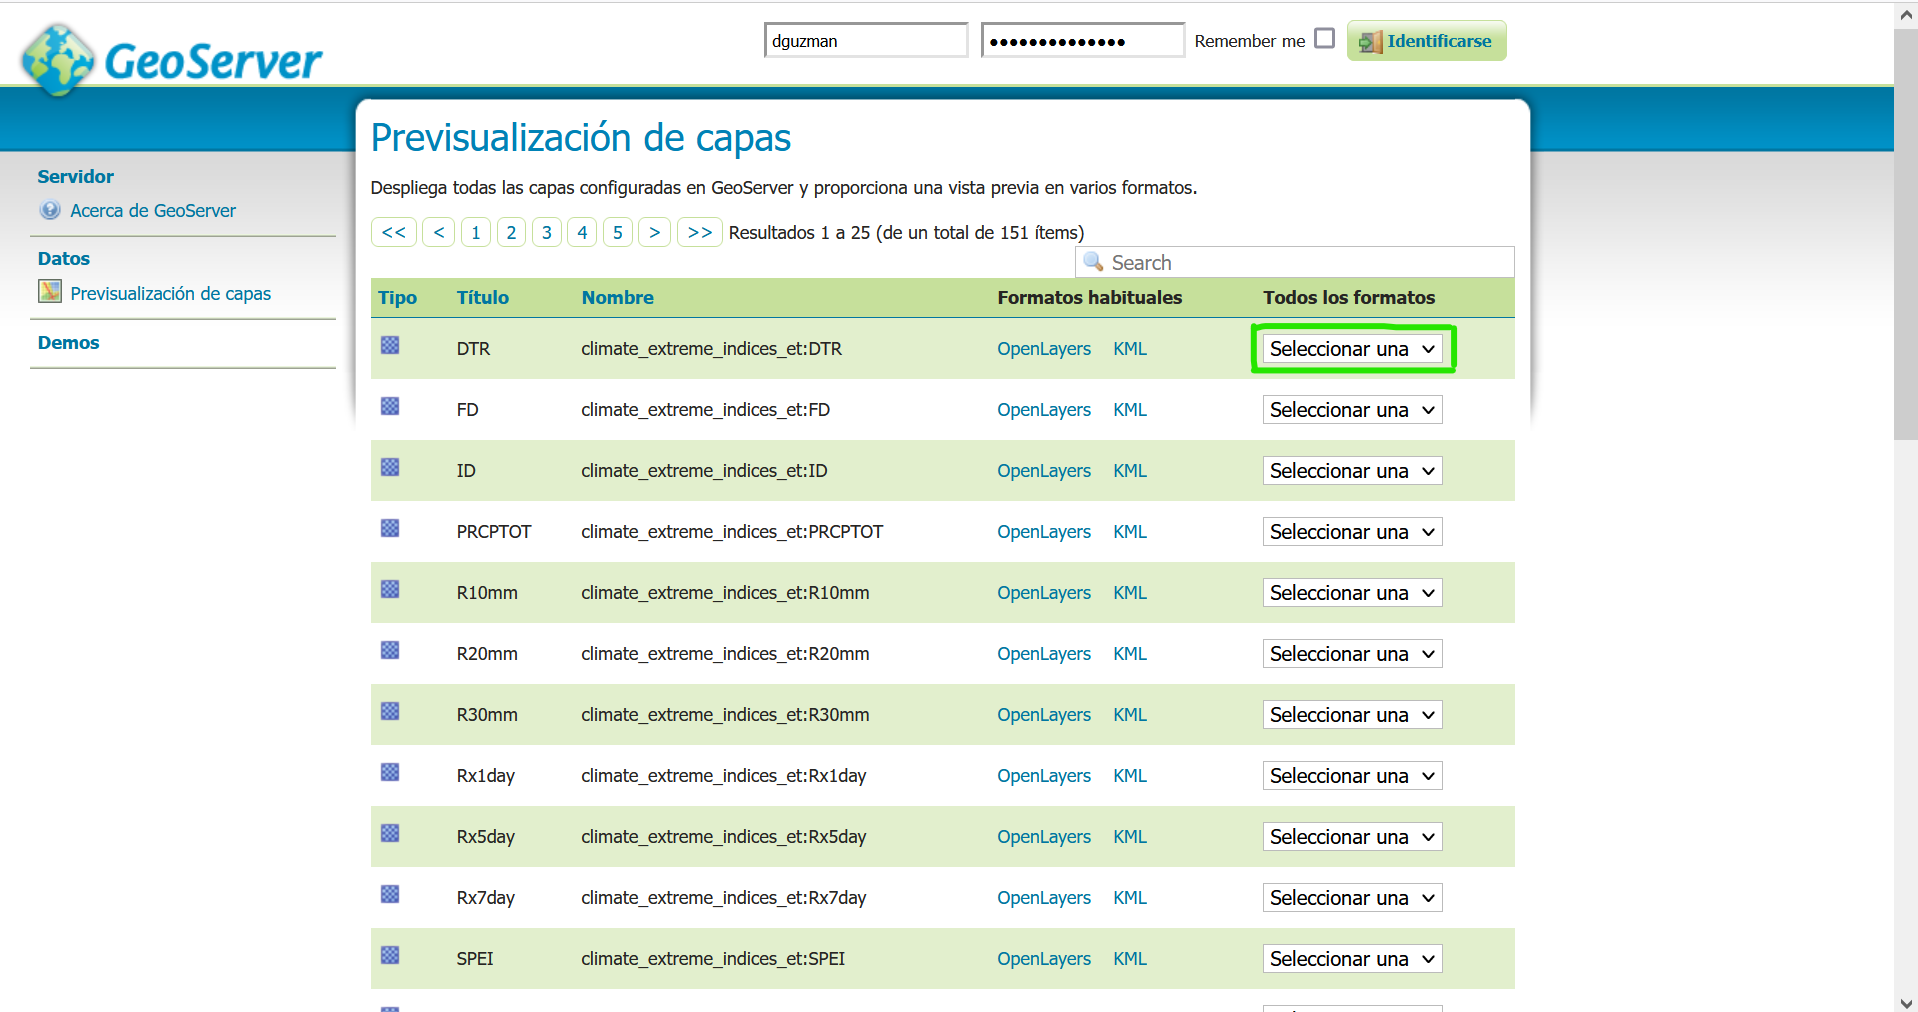 GeoServer
dguzman
••••••••••••••
Remember me
Identificarse
Servidor
Acerca de GeoServer
Datos
Previsualización de capas
Demos
Previsualización de capas
Despliega todas las capas configuradas en GeoServer y proporciona una vista previa en varios formatos.
<< < 1 2 3 4 5 > >> Resultados 1 a 25 (de un total de 151 ítems)
Search
Tipo Título Nombre Formatos habituales Todos los formatos
DTR climate_extreme_indices_et:DTR OpenLayers KML Seleccionar una
FD climate_extreme_indices_et:FD OpenLayers KML Seleccionar una
ID climate_extreme_indices_et:ID OpenLayers KML Seleccionar una
PRCPTOT climate_extreme_indices_et:PRCPTOT OpenLayers KML Seleccionar una
R10mm climate_extreme_indices_et:R10mm OpenLayers KML Seleccionar una
R20mm climate_extreme_indices_et:R20mm OpenLayers KML Seleccionar una
R30mm climate_extreme_indices_et:R30mm OpenLayers KML Seleccionar una
Rx1day climate_extreme_indices_et:Rx1day OpenLayers KML Seleccionar una
Rx5day climate_extreme_indices_et:Rx5day OpenLayers KML Seleccionar una
Rx7day climate_extreme_indices_et:Rx7day OpenLayers KML Seleccionar una
SPEI climate_extreme_indices_et:SPEI OpenLayers KML Seleccionar una